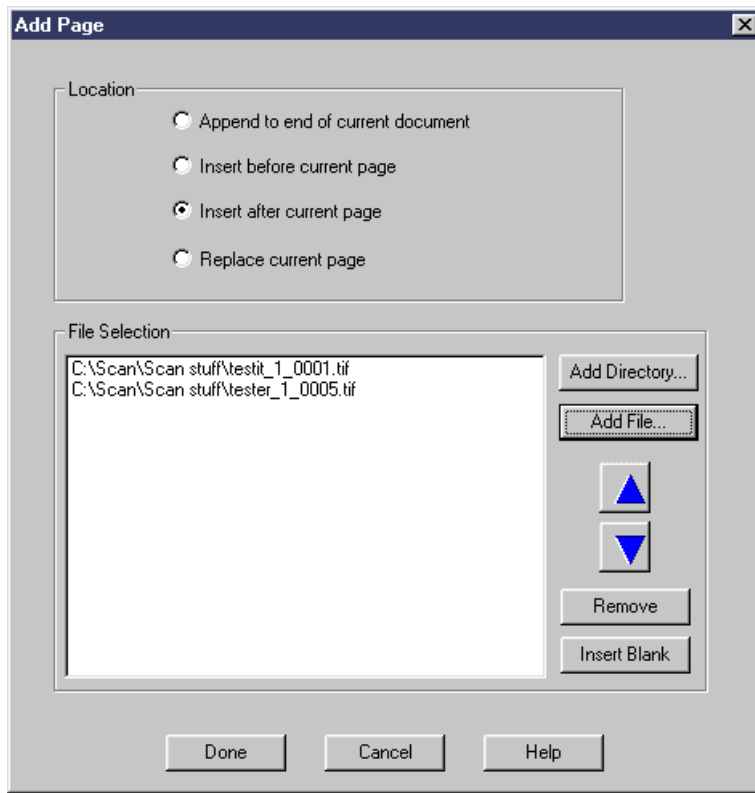 Add Page
Location
Append to end of current document
Insert before current page
Insert after current page
Replace current page
File Selection
C:\Scan\Scan stuff\testit_1_0001.tif
C:\Scan\Scan stuff\tester_1_0005.tif
Add Directory...
Add File...
Remove
Insert Blank
Done
Cancel
Help